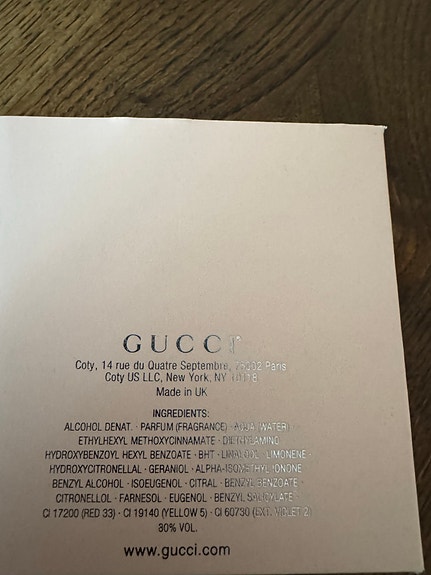 GUCCI
Coty, 14 rue du Quatre Septembre, 75002 Paris
Coty US LLC, New York, NY 10118
Made in UK
INGREDIENTS:
ALCOHOL DENAT. · PARFUM (FRAGRANCE) · AQUA (WATER) ·
ETHYLHEXYL METHOXYCINNAMATE · DIETHYLAMINO
HYDROXYBENZOYL HEXYL BENZOATE · BHT · LINALOOL · LIMONENE ·
HYDROXYCITRONELLAL · GERANIOL · ALPHA-ISOMETHYL IONONE
BENZYL ALCOHOL · ISOEUGENOL · CITRAL · BENZYL BENZOATE ·
CITRONELLOL · FARNESOL · EUGENOL · BENZYL SALICYLATE ·
CI 17200 (RED 33) · CI 19140 (YELLOW 5) · CI 60730 (EXT. VIOLET 2)
80% VOL.
www.gucci.com